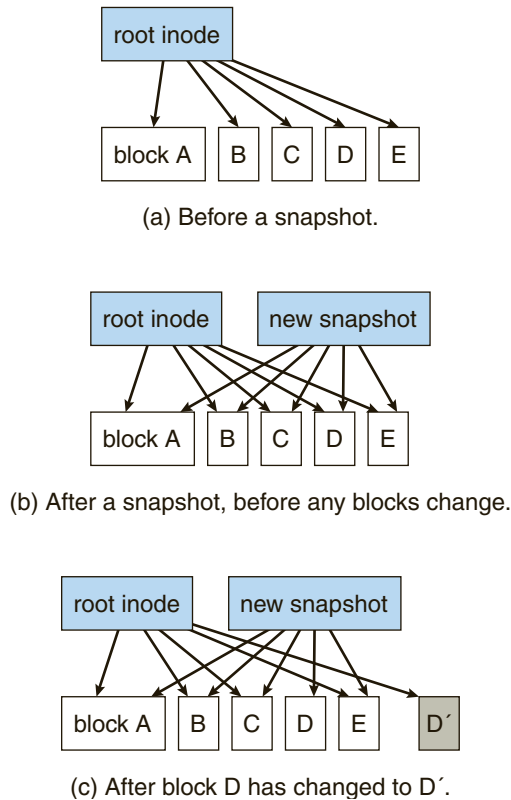 root inode
block A B C D E
(a) Before a snapshot.
root inode new snapshot
block A B C D E
(b) After a snapshot, before any blocks change.
root inode new snapshot
block A B C D E D´
(c) After block D has changed to D´.